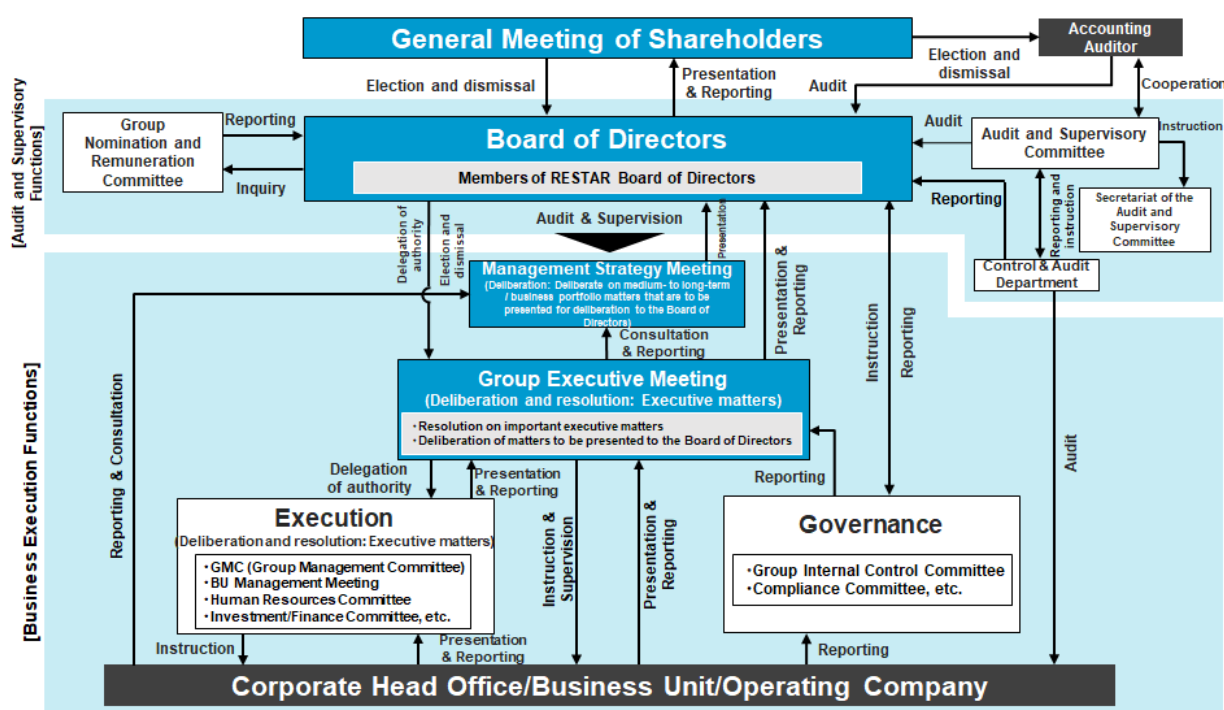 General Meeting of Shareholders
Accounting
Auditor
Election and dismissal
Presentation
& Reporting
Audit
Election and
dismissal
Cooperation
[Audit and Supervisory
Functions]
Group
Nomination and
Remuneration
Committee
Reporting
Inquiry
Board of Directors
Members of RESTAR Board of Directors
Audit
Audit and Supervisory
Committee
Instruction
Reporting
Reporting and
instruction
Secretariat of the
Audit and
Supervisory
Committee
Control & Audit
Department
Delegation of
authority
Election and
dismissal
Audit & Supervision
Presentation
Management Strategy Meeting
(Deliberation: Deliberate on medium- to long-term
/ business portfolio matters that are to be
presented for deliberation to the Board of
Directors)
Presentation &
Reporting
Instruction
Reporting
Consultation
& Reporting
[Business Execution Functions]
Reporting & Consultation
Group Executive Meeting
(Deliberation and resolution: Executive matters)
・Resolution on important executive matters
・Deliberation of matters to be presented to the Board of Directors
Audit
Delegation
of authority
Presentation
& Reporting
Reporting
Execution
(Deliberation and resolution: Executive matters)
・GMC (Group Management Committee)
・BU Management Meeting
・Human Resources Committee
・Investment/Finance Committee, etc.
Instruction &
Supervision
Presentation &
Reporting
Governance
・Group Internal Control Committee
・Compliance Committee, etc.
Instruction
Presentation
& Reporting
Reporting
Corporate Head Office/Business Unit/Operating Company